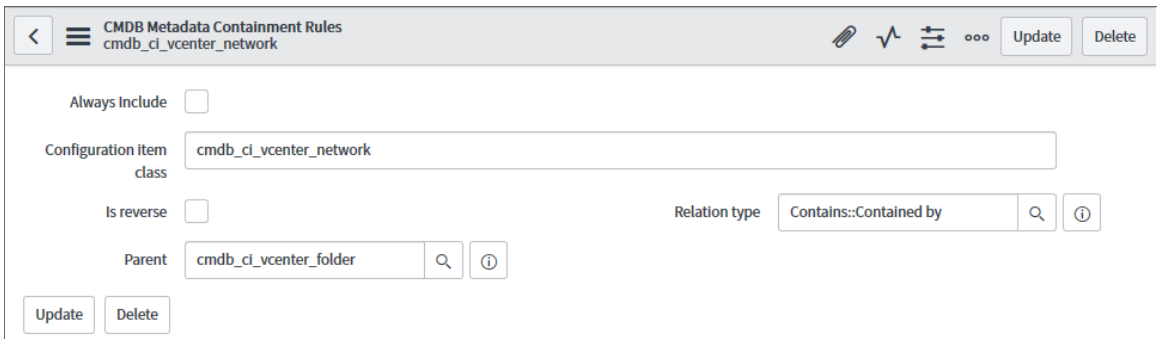 CMDB Metadata Containment Rules
cmdb_ci_vcenter_network
Update Delete
Always Include
Configuration item class cmdb_ci_vcenter_network
Is reverse Relation type Contains::Contained by
Parent cmdb_ci_vcenter_folder
Update Delete